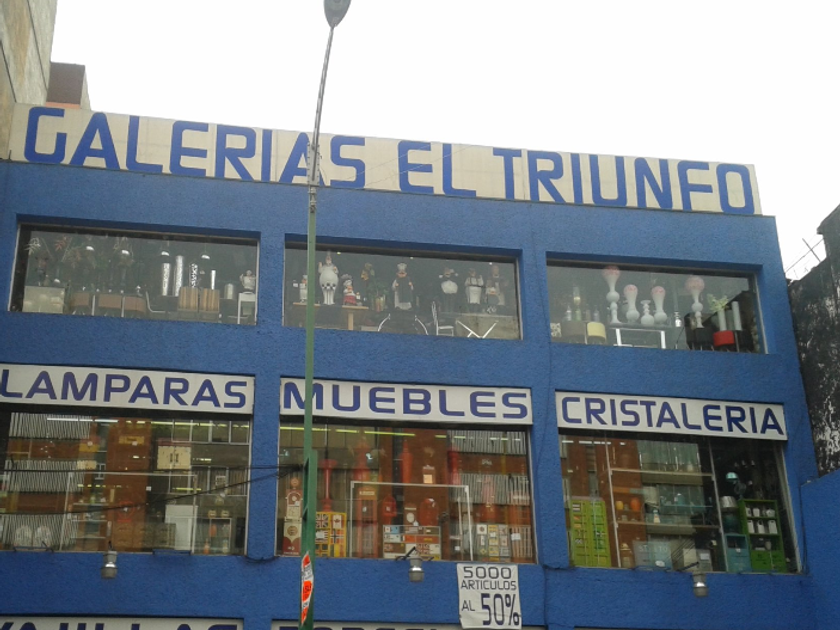 GALERIAS EL TRIUNFO
LAMPARAS
MUEBLES
CRISTALERIA
5000
ARTICULOS
AL 50%